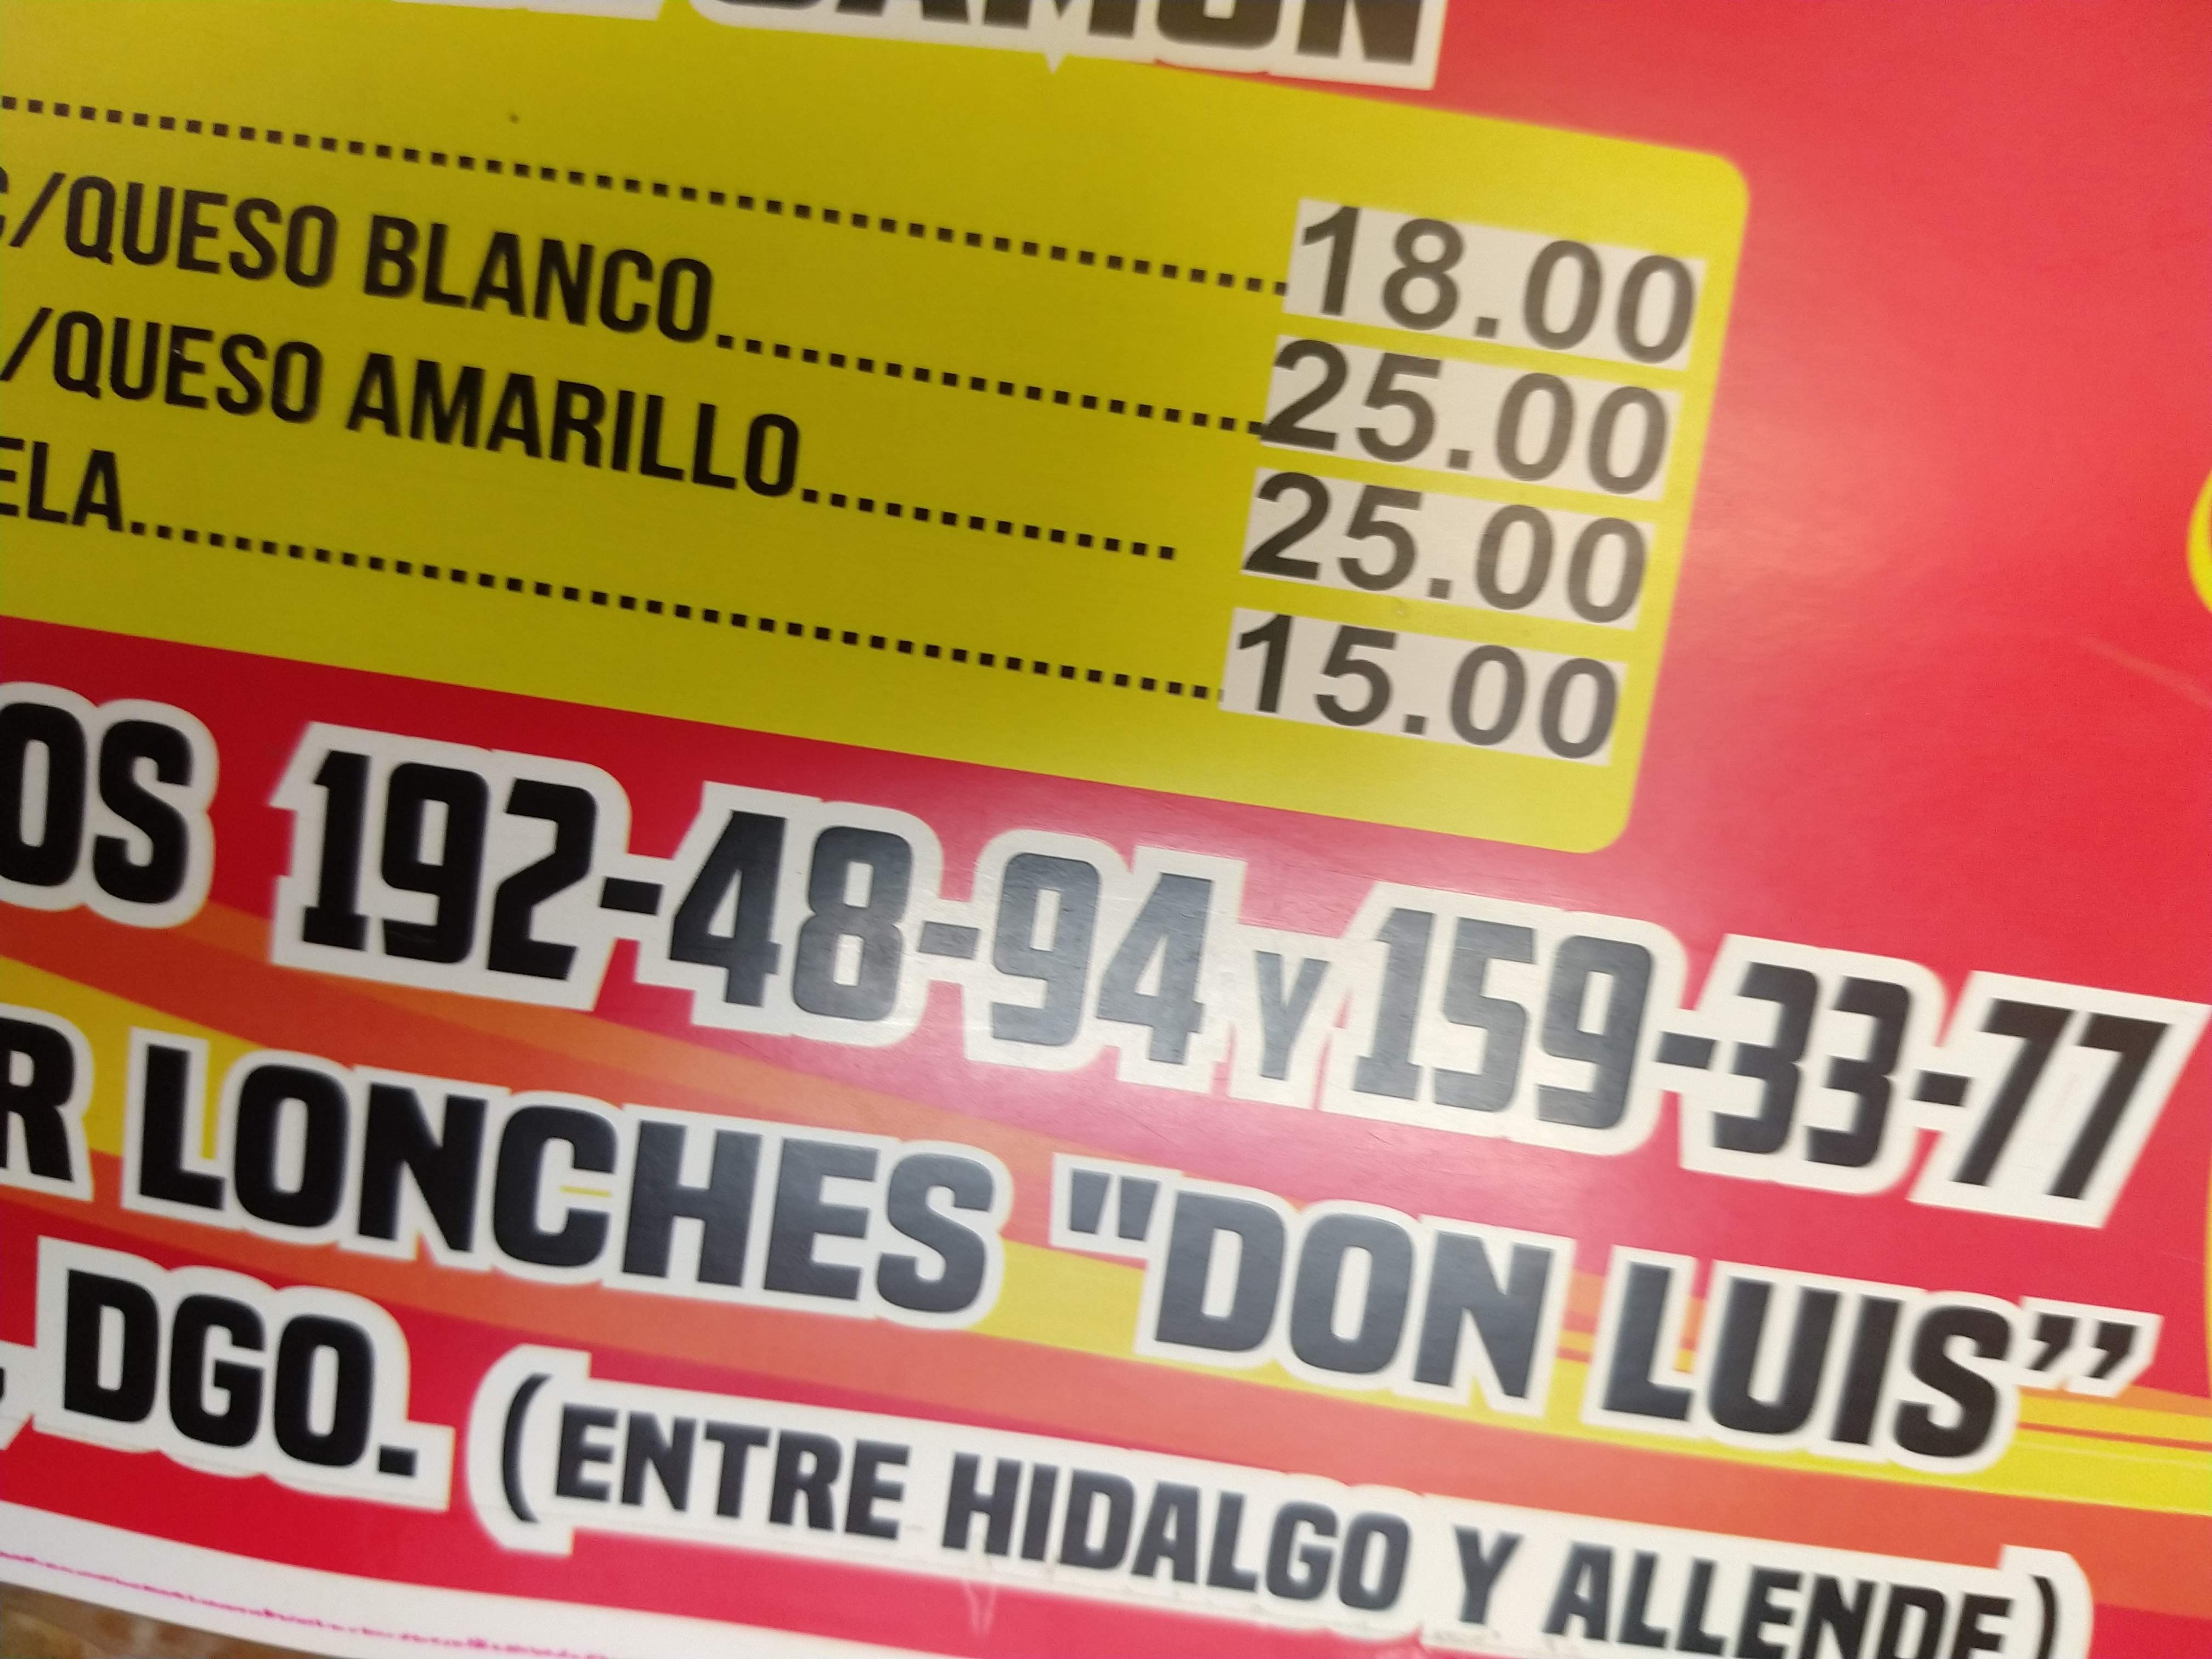 JAMÓN
........ 18.00
C/QUESO BLANCO........ 25.00
/QUESO AMARILLO........ 25.00
ELA........ 15.00
OS 192-48-94 Y 159-33-77
R LONCHES "DON LUIS"
, DGO. (ENTRE HIDALGO Y ALLENDE)